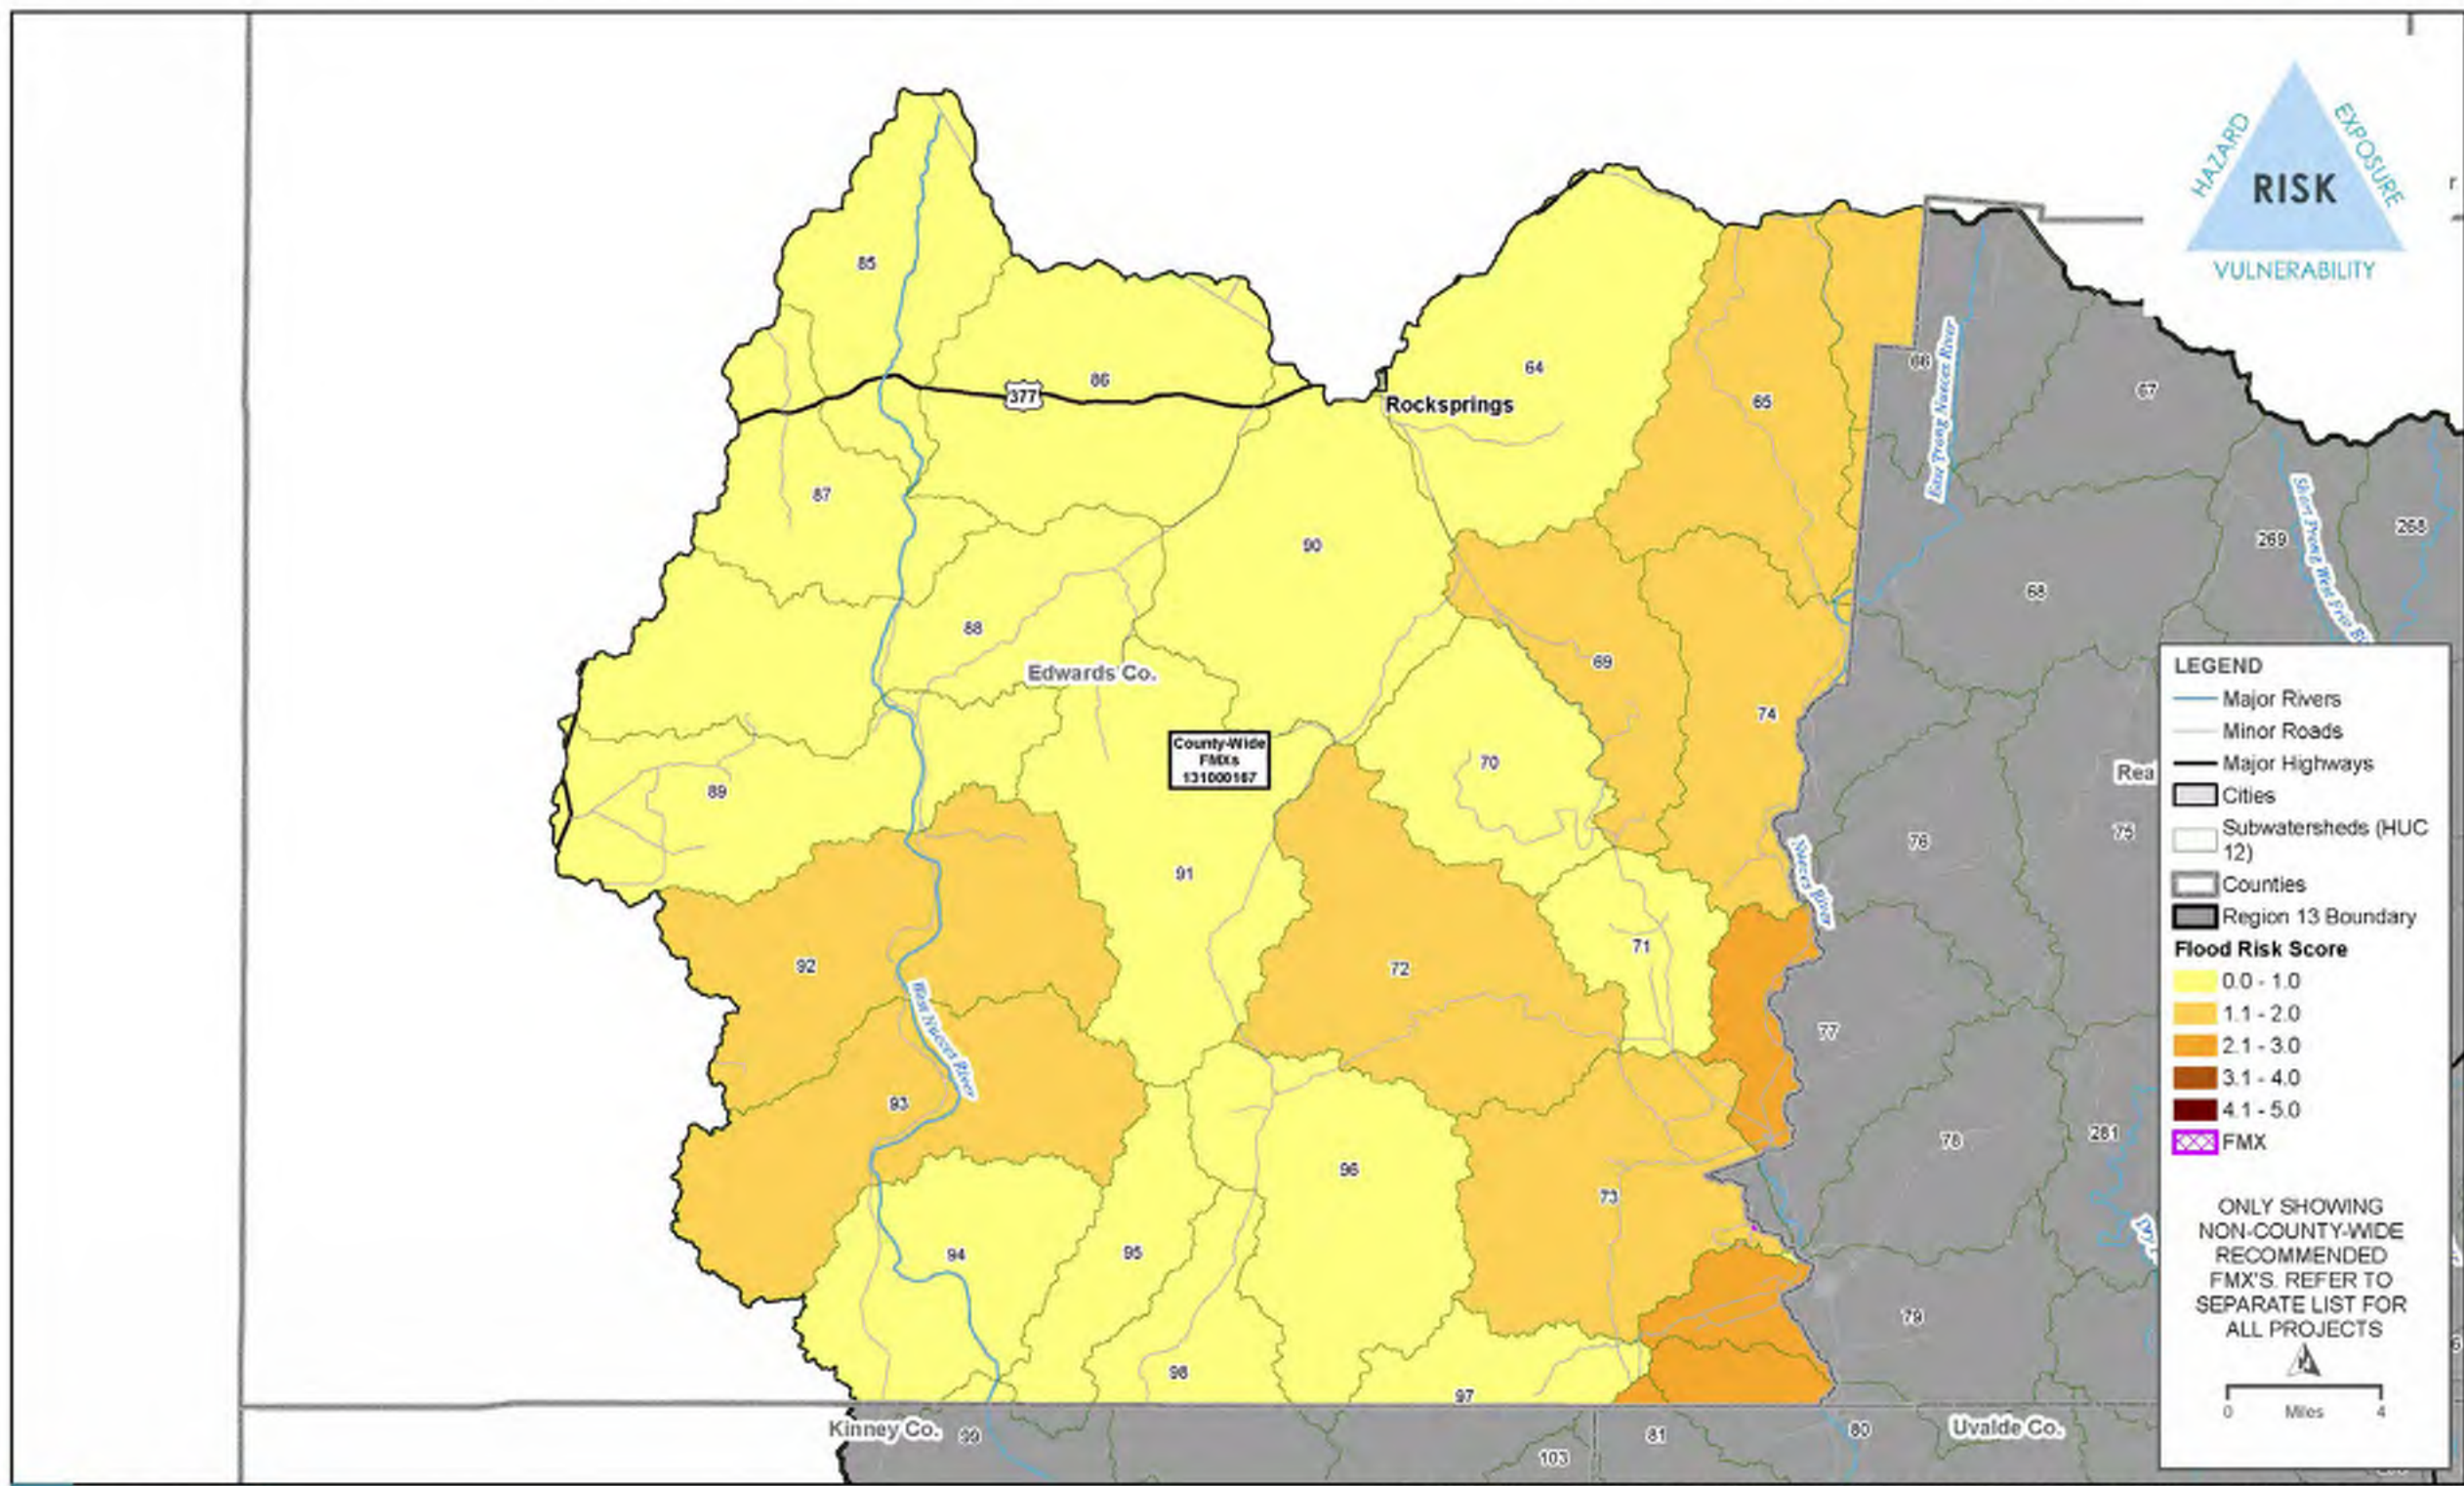 HAZARD
EXPOSURE
RISK
VULNERABILITY
85
86
377
87
64
Rocksprings
65
66
East Prong Nueces River
67
90
88
Edwards Co.
69
68
269
268
74
70
County-Wide
FMXs
131000167
89
91
76
75
Nueces River
92
72
71
77
West Nueces River
93
96
73
78
281
94
95
79
98
97
Kinney Co.
99
103
81
80
Uvalde Co.
Rea
LEGEND
Major Rivers
Minor Roads
Major Highways
Cities
Subwatersheds (HUC
12)
Counties
Region 13 Boundary
Flood Risk Score
0.0 - 1.0
1.1 - 2.0
2.1 - 3.0
3.1 - 4.0
4.1 - 5.0
FMX
ONLY SHOWING
NON-COUNTY-WIDE
RECOMMENDED
FMX'S. REFER TO
SEPARATE LIST FOR
ALL PROJECTS
0 Miles 4